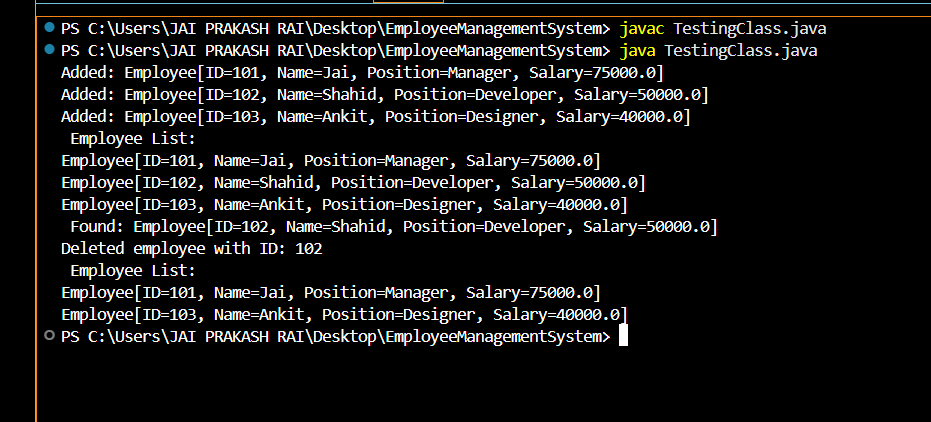 PS C:\Users\JAI PRAKASH RAI\Desktop\EmployeeManagementSystem> javac TestingClass.java
PS C:\Users\JAI PRAKASH RAI\Desktop\EmployeeManagementSystem> java TestingClass.java
Added: Employee[ID=101, Name=Jai, Position=Manager, Salary=75000.0]
Added: Employee[ID=102, Name=Shahid, Position=Developer, Salary=50000.0]
Added: Employee[ID=103, Name=Ankit, Position=Designer, Salary=40000.0]
 Employee List:
Employee[ID=101, Name=Jai, Position=Manager, Salary=75000.0]
Employee[ID=102, Name=Shahid, Position=Developer, Salary=50000.0]
Employee[ID=103, Name=Ankit, Position=Designer, Salary=40000.0]
 Found: Employee[ID=102, Name=Shahid, Position=Developer, Salary=50000.0]
Deleted employee with ID: 102
 Employee List:
Employee[ID=101, Name=Jai, Position=Manager, Salary=75000.0]
Employee[ID=103, Name=Ankit, Position=Designer, Salary=40000.0]
PS C:\Users\JAI PRAKASH RAI\Desktop\EmployeeManagementSystem>